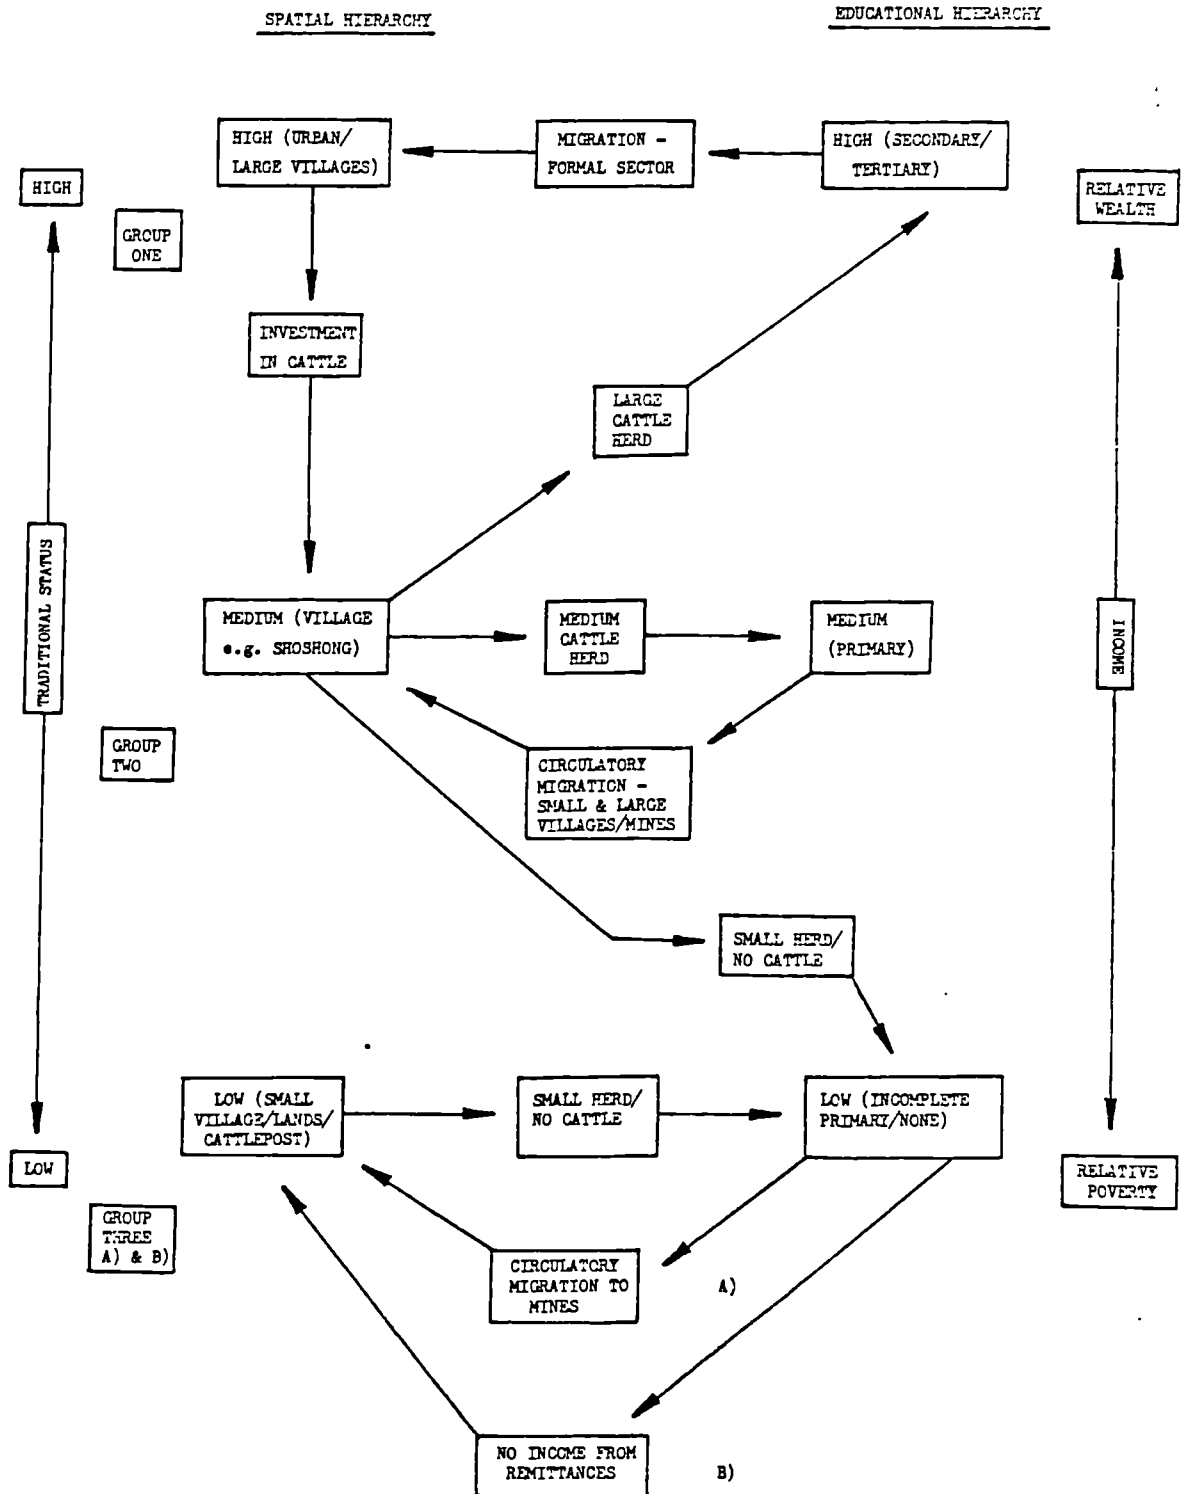 SPATIAL HIERARCHY
EDUCATIONAL HIERARCHY
HIGH (URBAN/
LARGE VILLAGES)
MIGRATION -
FORMAL SECTOR
HIGH (SECONDARY/
TERTIARY)
HIGH
RELATIVE
WEALTH
GROUP
ONE
INVESTMENT
IN CATTLE
LARGE
CATTLE
HERD
TRADITIONAL STATUS
MEDIUM (VILLAGE
e.g. SHOSHONG)
MEDIUM
CATTLE
HERD
MEDIUM
(PRIMARY)
INCOME
GROUP
TWO
CIRCULATORY
MIGRATION -
SMALL & LARGE
VILLAGES/MINES
SMALL HERD/
NO CATTLE
LOW (SMALL
VILLAGE/LANDS/
CATTLEPOST)
SMALL HERD/
NO CATTLE
LOW (INCOMPLETE
PRIMARY/NONE)
LOW
RELATIVE
POVERTY
GROUP
THREE
A) & B)
CIRCULATORY
MIGRATION TO
MINES
A)
NO INCOME FROM
REMITTANCES
B)